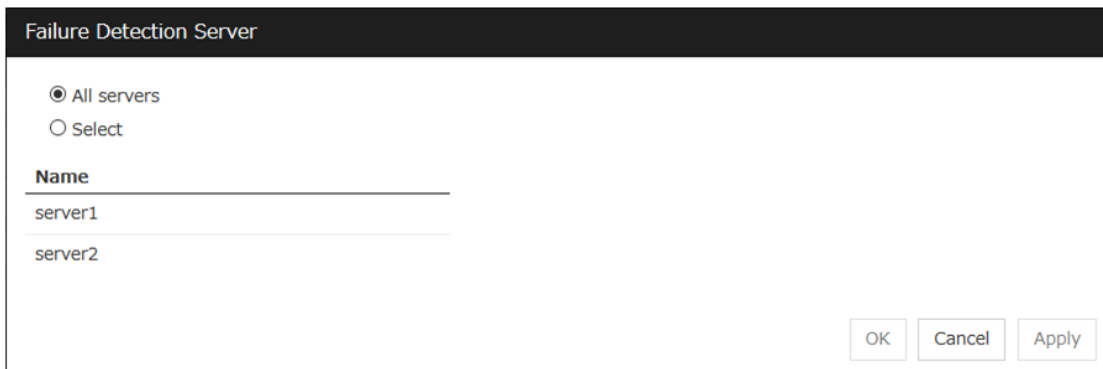 Failure Detection Server
All servers
Select
Name
server1
server2
OK Cancel Apply